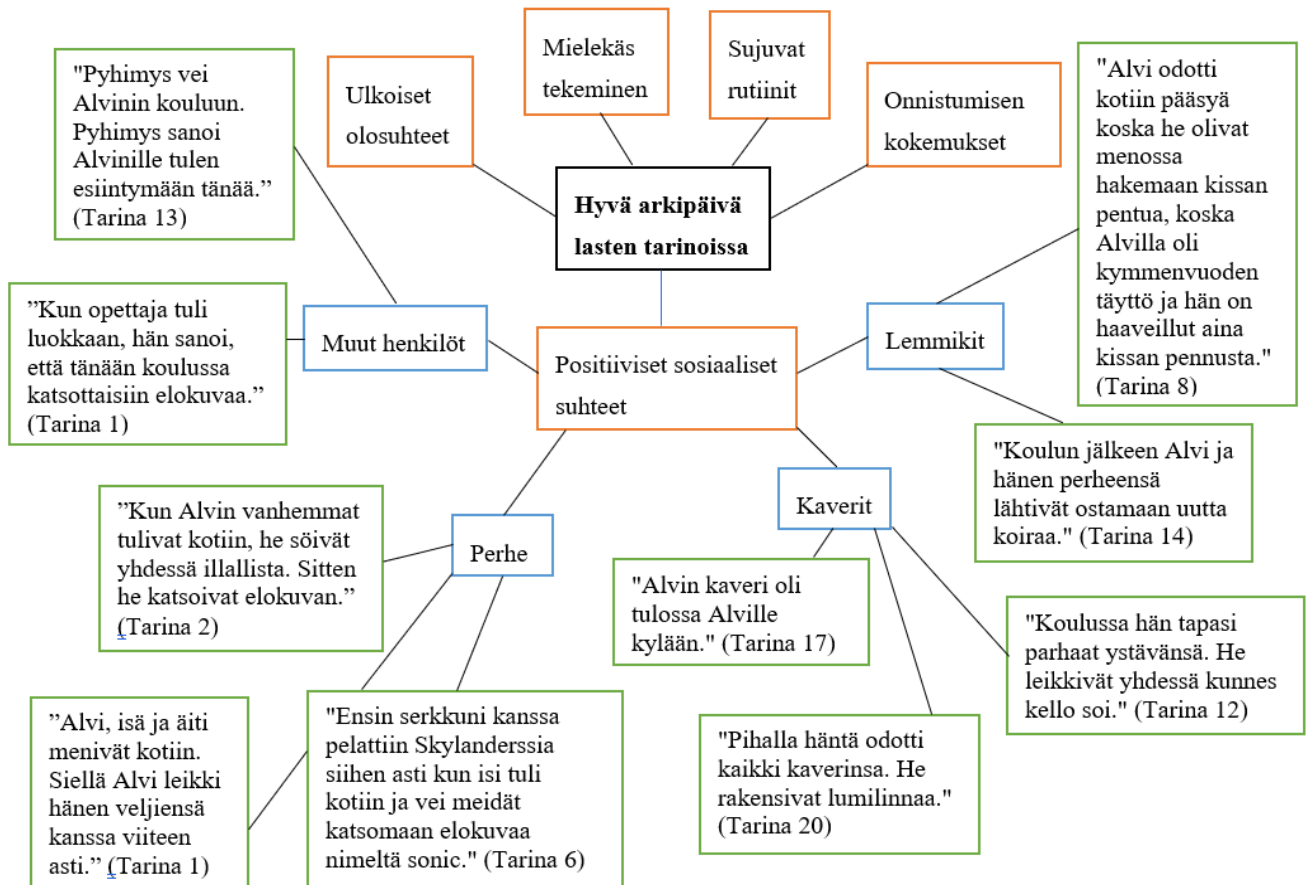 Mielekäs
tekeminen
Sujuvat
rutiinit
Ulkoiset
olosuhteet
Onnistumisen
kokemukset
"Pyhimys vei
Alvinin kouluun.
Pyhimys sanoi
Alvinille tulen
esiintymään tänää.”
(Tarina 13)
"Alvi odotti
kotiin pääsyä
koska he olivat
menossa
hakemaan kissan
pentua, koska
Alvilla oli
kymmenvuoden
täyttö ja hän on
haaveillut aina
kissan pennusta."
(Tarina 8)
Hyvä arkipäivä
lasten tarinoissa
”Kun opettaja tuli
luokkaan, hän sanoi,
että tänään koulussa
katsottaisiin elokuvaa.”
(Tarina 1)
Muut henkilöt
Positiiviset sosiaaliset
suhteet
Lemmikit
"Koulun jälkeen Alvi ja
hänen perheensä
lähtivät ostamaan uutta
koiraa." (Tarina 14)
”Kun Alvin vanhemmat
tulivat kotiin, he söivät
yhdessä illallista. Sitten
he katsoivat elokuvan.”
(Tarina 2)
Perhe
Kaverit
"Alvin kaveri oli
tulossa Alville
kylään." (Tarina 17)
"Koulussa hän tapasi
parhaat ystävänsä. He
leikkivät yhdessä kunnes
kello soi." (Tarina 12)
”Alvi, isä ja äiti
menivät kotiin.
Siellä Alvi leikki
hänen veljiensä
kanssa viiteen
asti.” (Tarina 1)
"Ensin serkkuni kanssa
pelattiin Skylanderssia
siihen asti kun isi tuli
kotiin ja vei meidät
katsomaan elokuvaa
nimeltä sonic." (Tarina 6)
"Pihalla häntä odotti
kaikki kaverinsa. He
rakensivat lumilinnaa."
(Tarina 20)